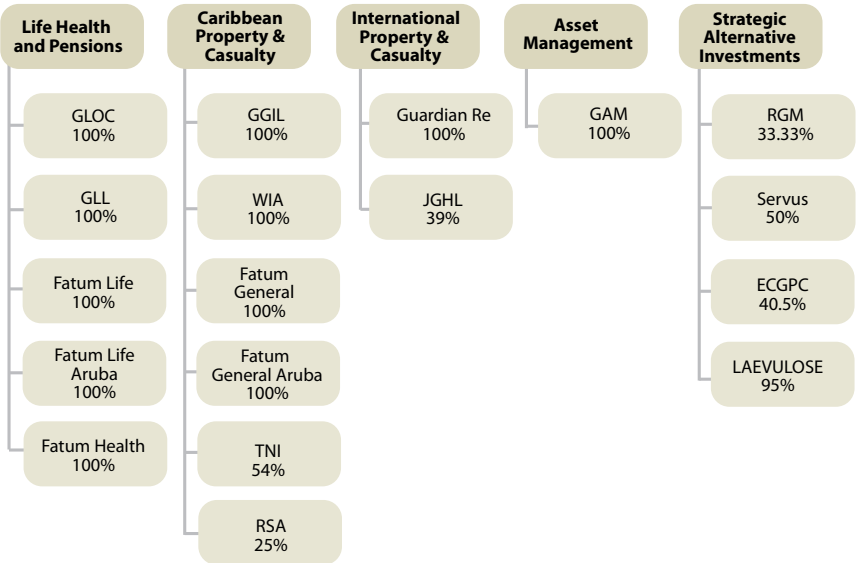 Life Health
and Pensions
GLOC
100%
GLL
100%
Fatum Life
100%
Fatum Life
Aruba
100%
Fatum Health
100%
Caribbean
Property &
Casualty
GGIL
100%
WIA
100%
Fatum
General
100%
Fatum
General Aruba
100%
TNI
54%
RSA
25%
International
Property &
Casualty
Guardian Re
100%
JGHL
39%
Asset
Management
GAM
100%
Strategic
Alternative
Investments
RGM
33.33%
Servus
50%
ECGPC
40.5%
LAEVULOSE
95%